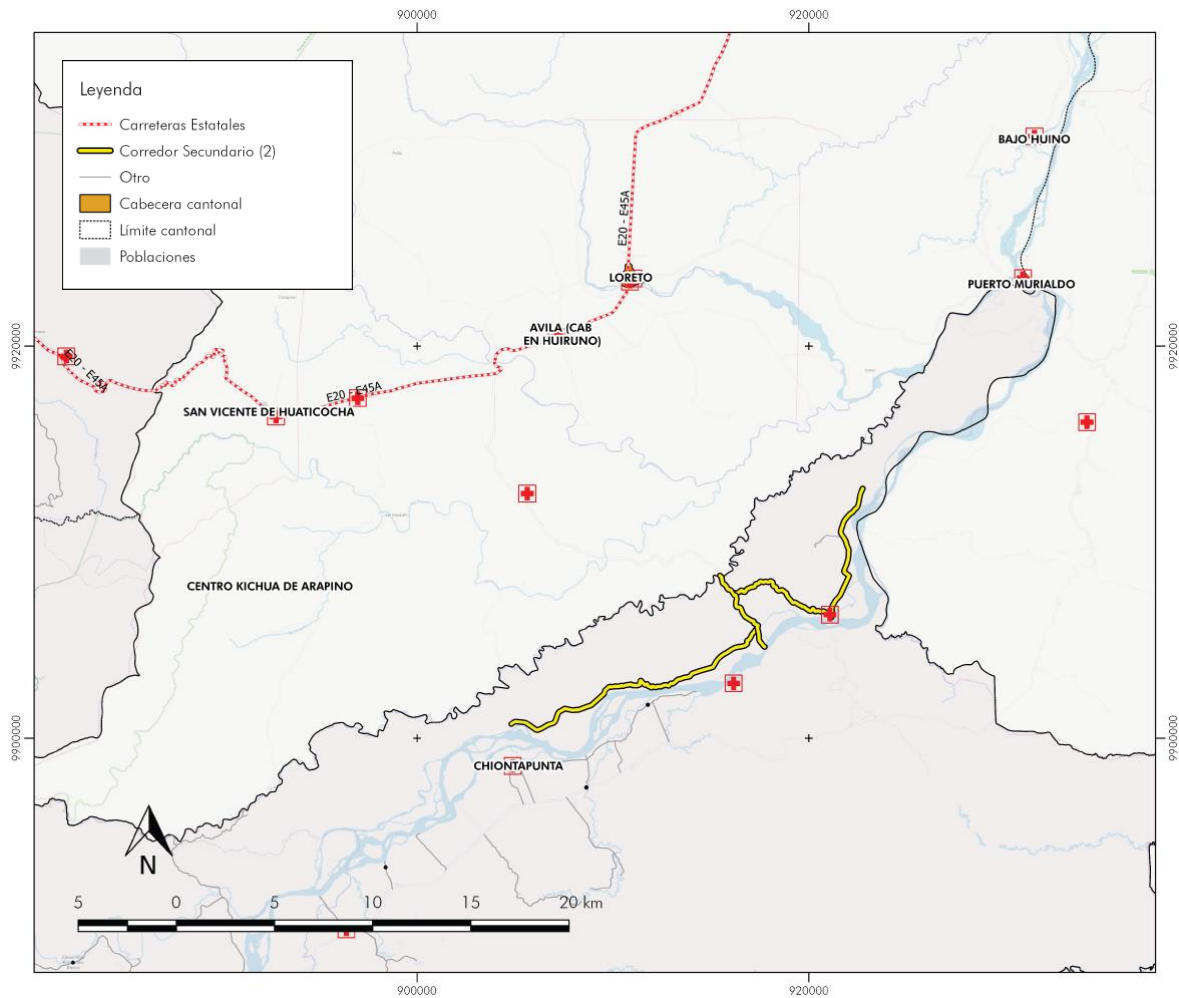 900000
920000
Leyenda
Carreteras Estatales
Corredor Secundario (2)
Otro
Cabecera cantonal
Límite cantonal
Poblaciones
BAJO HUINO
E20 - E45A
LORETO
PUERTO MURIALDO
AVILA (CAB
EN HUIRUNO)
9920000
9920000
E20 - E45A
E20 - E45A
SAN VICENTE DE HUATICOCHA
CENTRO KICHUA DE ARAPINO
9900000
9900000
CHIONTAPUNTA
N
5
0
5
10
15
20 km
900000
920000